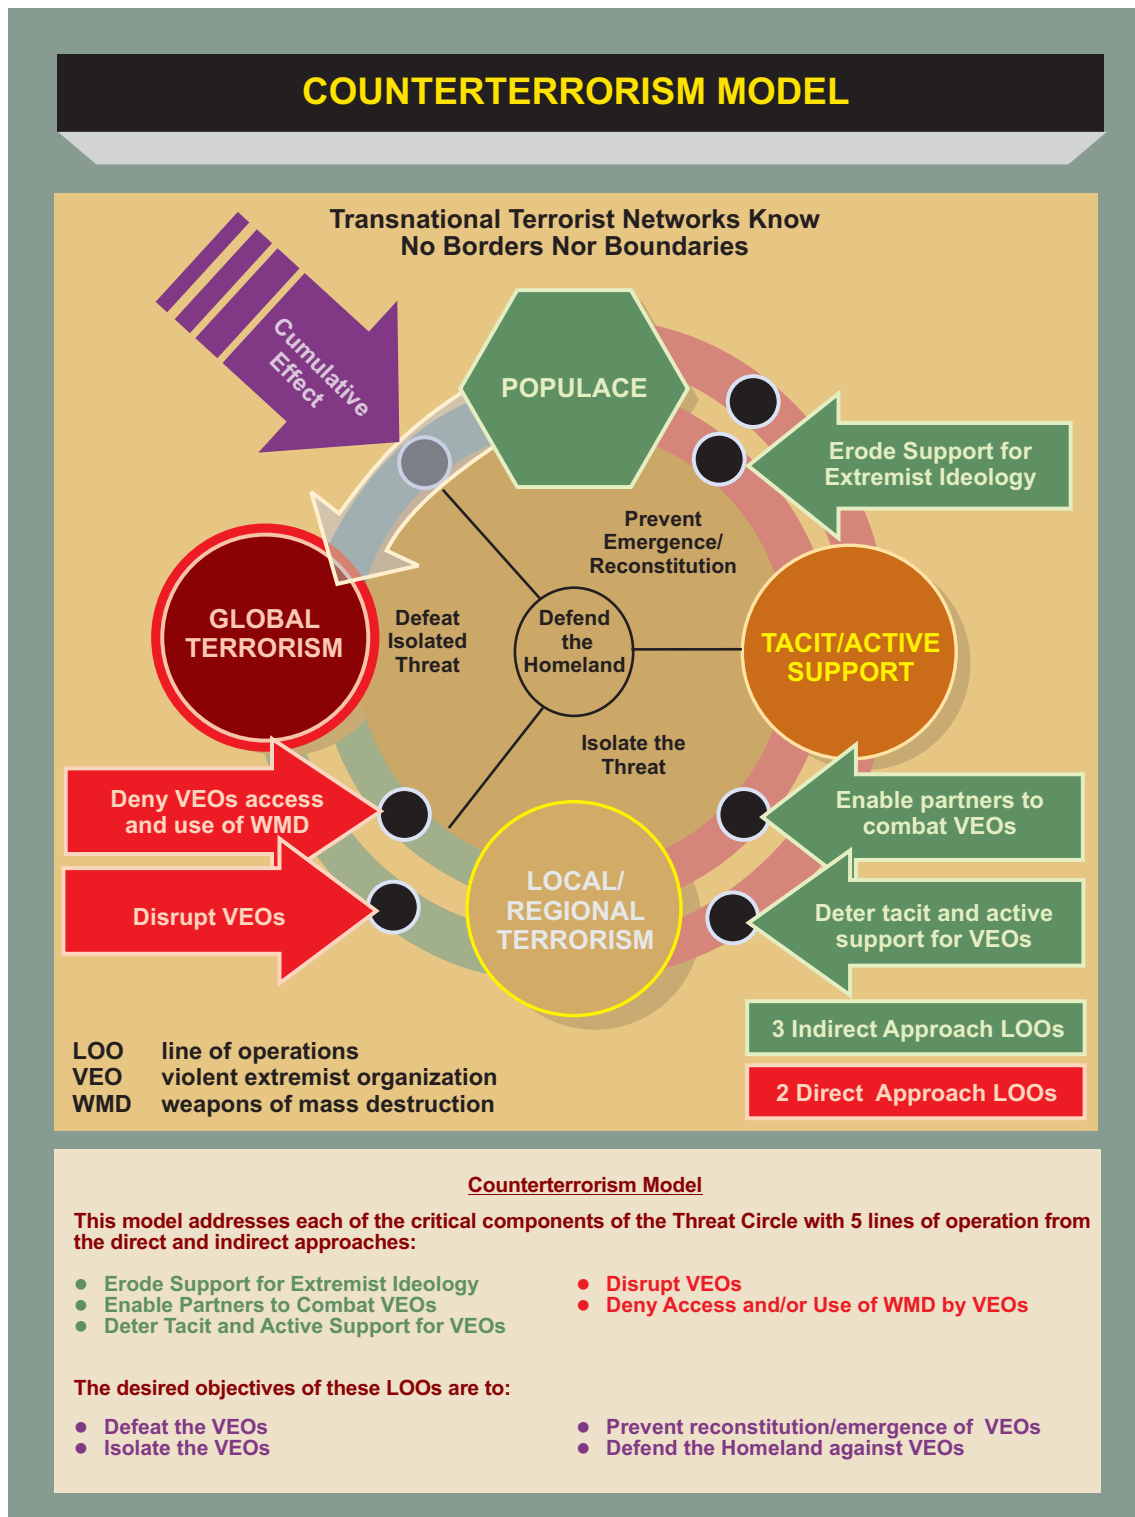 COUNTERTERRORISM MODEL
Transnational Terrorist Networks Know
No Borders Nor Boundaries
Cumulative
Effect
POPULACE
Erode Support for
Extremist Ideology
Prevent
Emergence/
Reconstitution
GLOBAL
TERRORISM
Defeat
Isolated
Threat
Defend
the
Homeland
TACIT/ACTIVE
SUPPORT
Isolate the
Threat
Deny VEOs access
and use of WMD
Enable partners to
combat VEOs
Disrupt VEOs
LOCAL/
REGIONAL
TERRORISM
Deter tacit and active
support for VEOs
3 Indirect Approach LOOs
2 Direct  Approach LOOs
LOO line of operations
VEO violent extremist organization
WMD weapons of mass destruction
Counterterrorism Model
This model addresses each of the critical components of the Threat Circle with 5 lines of operation from
the direct and indirect approaches:
● Erode Support for Extremist Ideology
● Enable Partners to Combat VEOs
● Deter Tacit and Active Support for VEOs
● Disrupt VEOs
● Deny Access and/or Use of WMD by VEOs
The desired objectives of these LOOs are to:
● Defeat the VEOs
● Isolate the VEOs
● Prevent reconstitution/emergence of  VEOs
● Defend the Homeland against VEOs